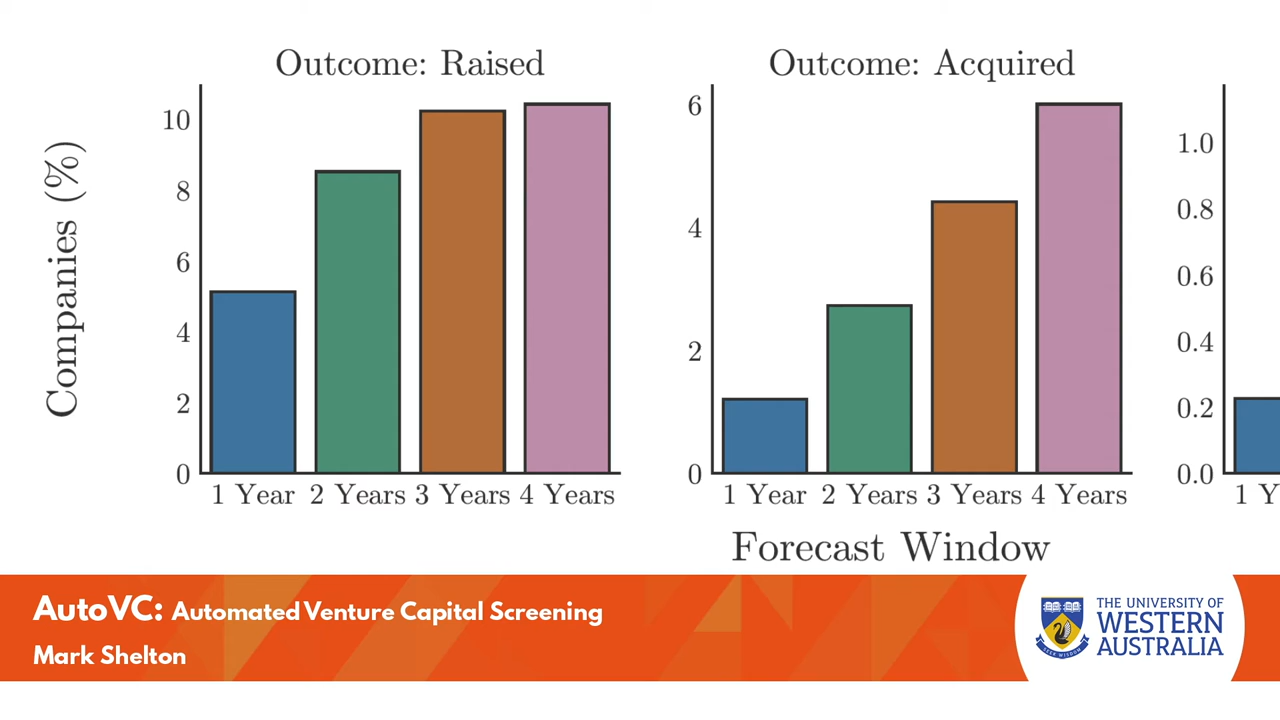 Outcome: Raised
Companies (%)
10
8
6
4
2
0
1 Year 2 Years 3 Years 4 Years
Outcome: Acquired
6
4
2
0
1 Year 2 Years 3 Years 4 Years
1.0
0.8
0.6
0.4
0.2
0.0
1 Y
Forecast Window
AutoVC: Automated Venture Capital Screening
Mark Shelton
THE UNIVERSITY OF
WESTERN
AUSTRALIA
SEEK WISDOM